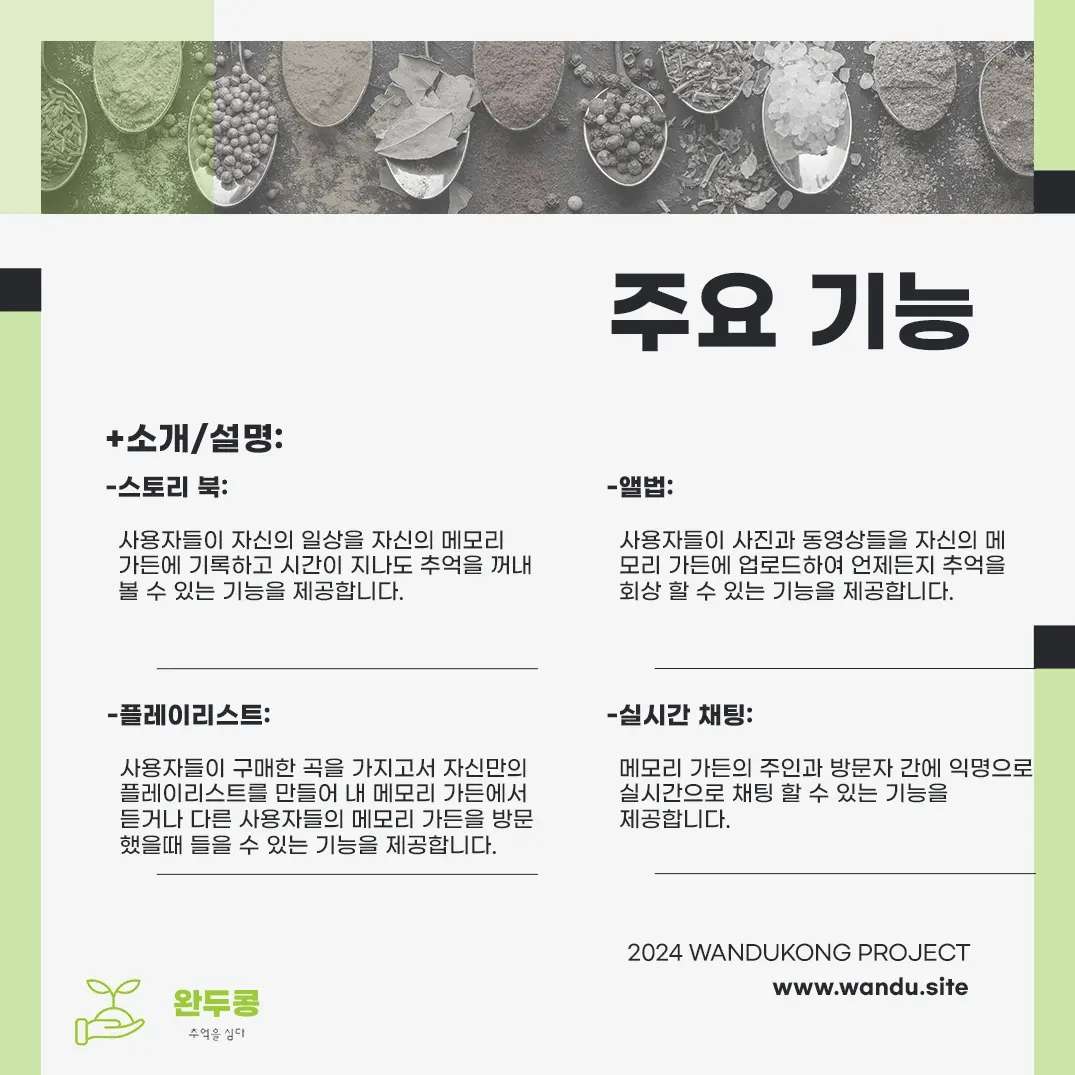 주요 기능
+소개/설명:
-스토리 북:
사용자들이 자신의 일상을 자신의 메모리
가든에 기록하고 시간이 지나도 추억을 꺼내
볼 수 있는 기능을 제공합니다.
-앨법:
사용자들이 사진과 동영상들을 자신의 메
모리 가든에 업로드하여 언제든지 추억을
회상 할 수 있는 기능을 제공합니다.
-플레이리스트:
사용자들이 구매한 곡을 가지고서 자신만의
플레이리스트를 만들어 내 메모리 가든에서
듣거나 다른 사용자들의 메모리 가든을 방문
했을때 들을 수 있는 기능을 제공합니다.
-실시간 채팅:
메모리 가든의 주인과 방문자 간에 익명으로
실시간으로 채팅 할 수 있는 기능을
제공합니다.
2024 WANDUKONG PROJECT
www.wandu.site
완두콩
추억을 심다